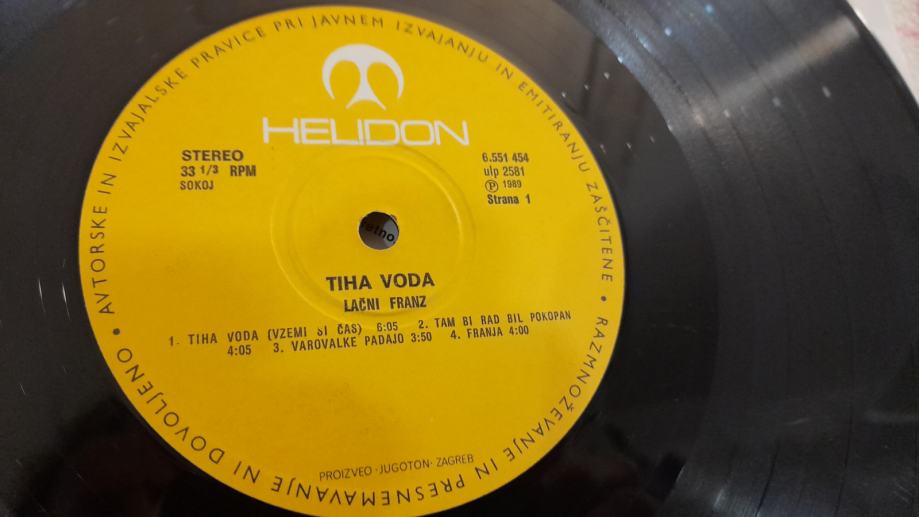 AVTORSKE IN IZVAJALSKE PRAVICE PRI JAVNEM IZVAJANJU IN EMITIRANJU ZAŠČITENE • RAZMNOŽEVANJE IN PRESNEMAVANJE NI DOVOLJENO •
HELIDON
STEREO
33 1/3 RPM
SOKOJ
6.551 454
ulp 2581
Ⓟ 1989
Strana 1
TIHA VODA
LAČNI FRANZ
1. TIHA VODA (VZEMI SI ČAS) 6:05 2. TAM BI RAD BIL POKOPAN
4:05 3. VAROVALKE PADAJO 3:50 4. FRANJA 4:00
PROIZVEO · JUGOTON · ZAGREB